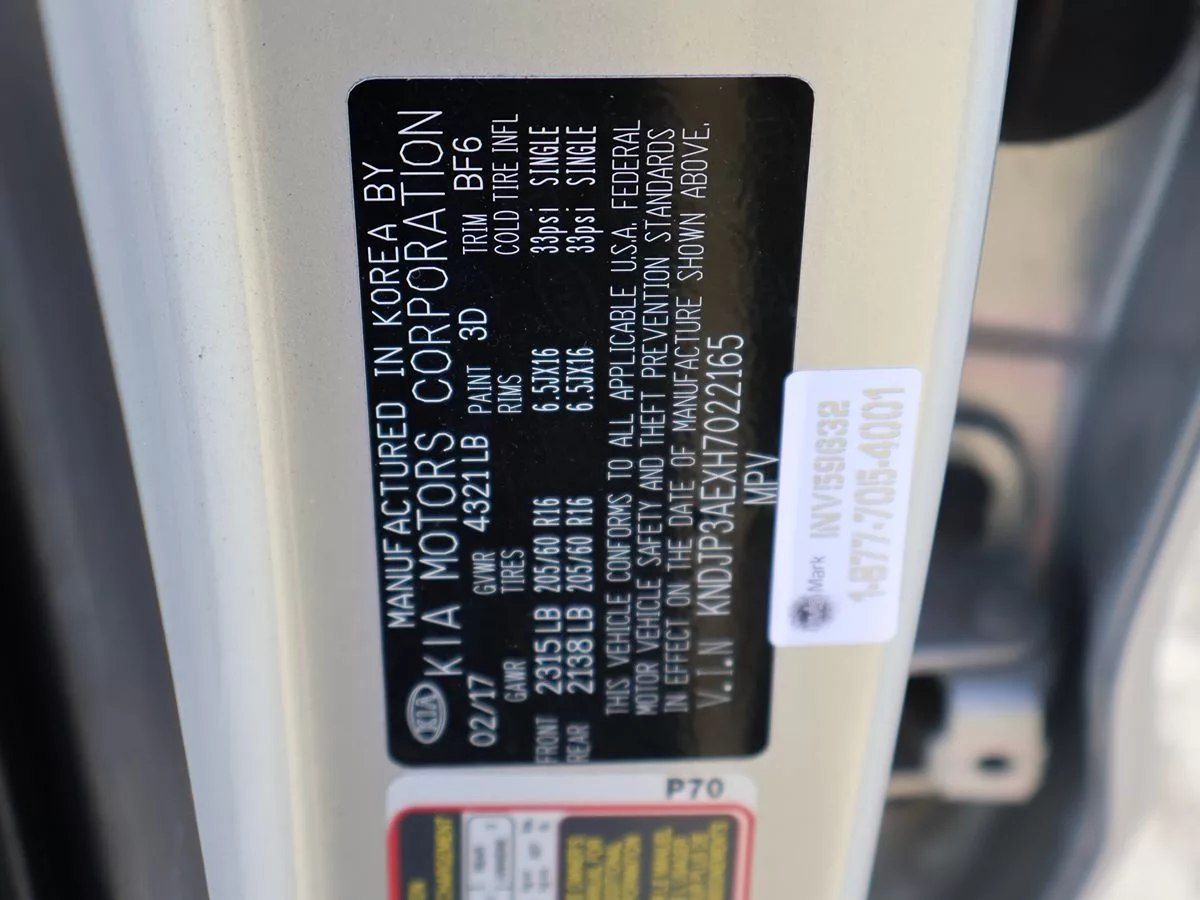 MANUFACTURED IN KOREA BY
KIA KIA MOTORS CORPORATION
02/17 GVWR 4321LB PAINT 3D TRIM BF6
GAWR TIRES RIMS COLD TIRE INFL
FRONT 2315LB 205/60 R16 6.5JX16 33psi SINGLE
REAR 2138LB 205/60 R16 6.5JX16 33psi SINGLE
THIS VEHICLE CONFORMS TO ALL APPLICABLE U.S.A. FEDERAL
MOTOR VEHICLE SAFETY AND THEFT PREVENTION STANDARDS
IN EFFECT ON THE DATE OF MANUFACTURE SHOWN ABOVE.
V.I.N KNDJP3AEXH7022165
MPV
Mark INV59632
1-877-705-4001
P70